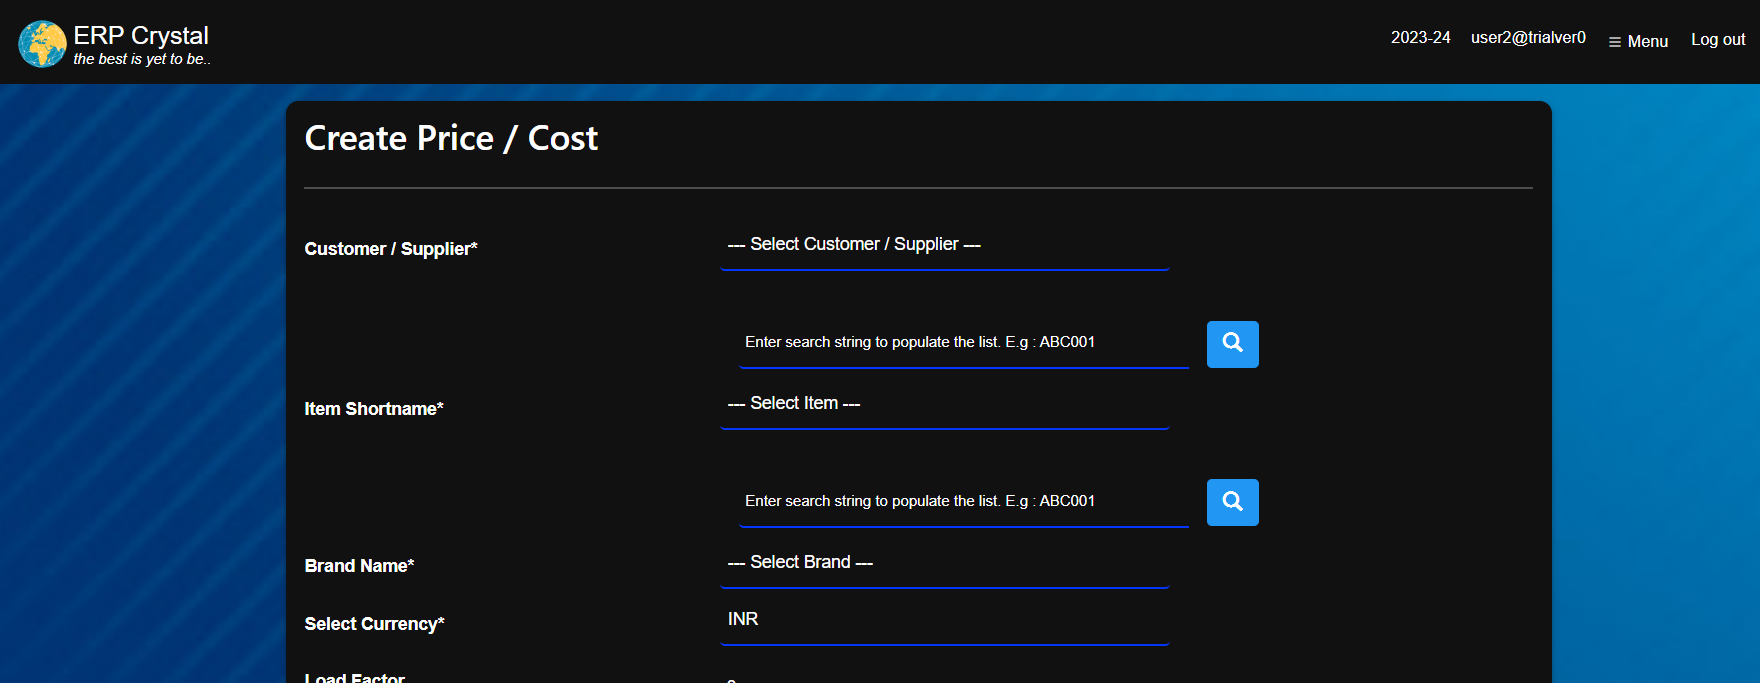 ERP Crystal
the best is yet to be..
2023-24
user2@trialver0
Menu
Log out
Create Price / Cost
Customer / Supplier*
--- Select Customer / Supplier ---
Enter search string to populate the list. E.g : ABC001
Item Shortname*
--- Select Item ---
Enter search string to populate the list. E.g : ABC001
Brand Name*
--- Select Brand ---
Select Currency*
INR
Load Factor